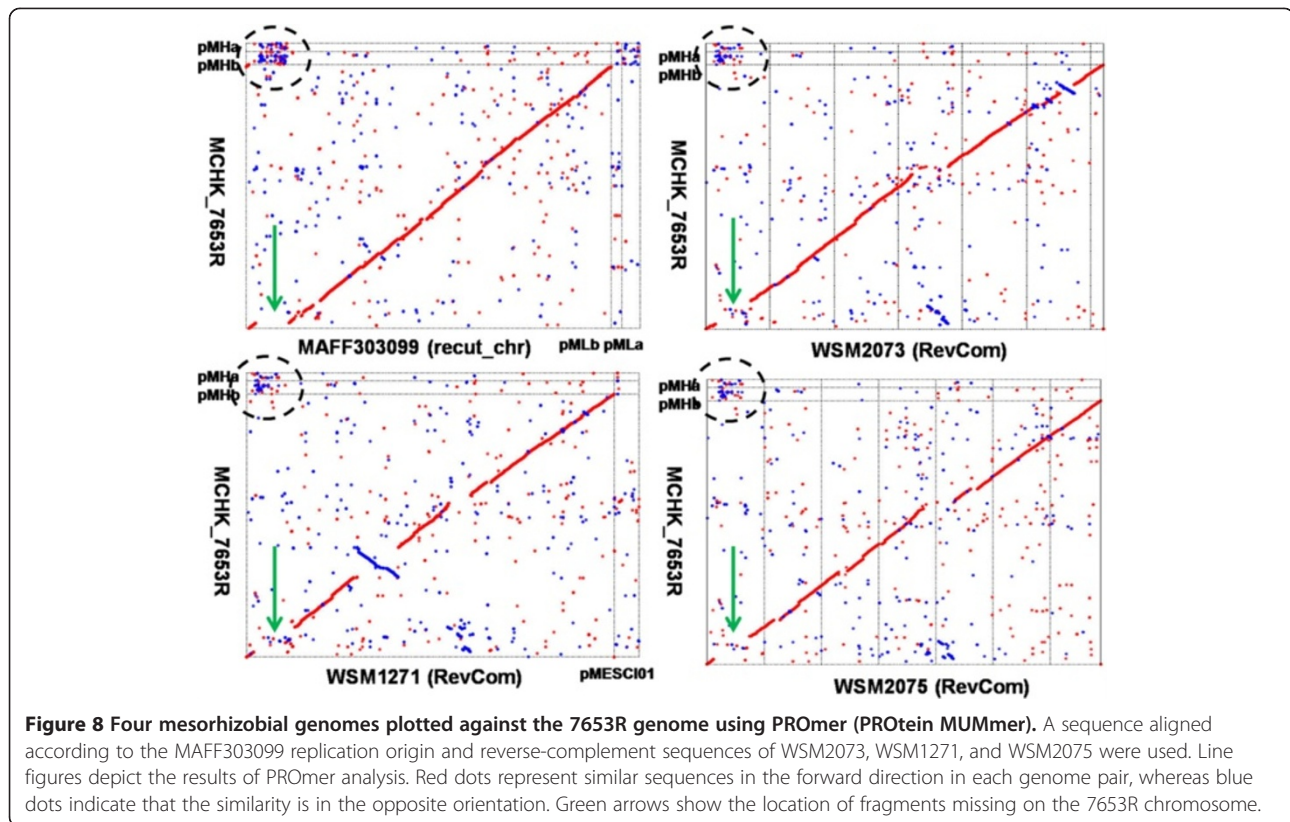 pMHa
pMHb
MCHK_7653R
MAFF303099 (recut_chr)
pMLb pMLa
pMHa
pMHb
MCHK_7653R
WSM2073 (RevCom)
pMHa
pMHb
MCHK_7653R
WSM1271 (RevCom)
pMESCI01
pMHa
pMHb
MCHK_7653R
WSM2075 (RevCom)
Figure 8 Four mesorhizobial genomes plotted against the 7653R genome using PROmer (PROtein MUMmer). A sequence aligned
according to the MAFF303099 replication origin and reverse-complement sequences of WSM2073, WSM1271, and WSM2075 were used. Line
figures depict the results of PROmer analysis. Red dots represent similar sequences in the forward direction in each genome pair, whereas blue
dots indicate that the similarity is in the opposite orientation. Green arrows show the location of fragments missing on the 7653R chromosome.